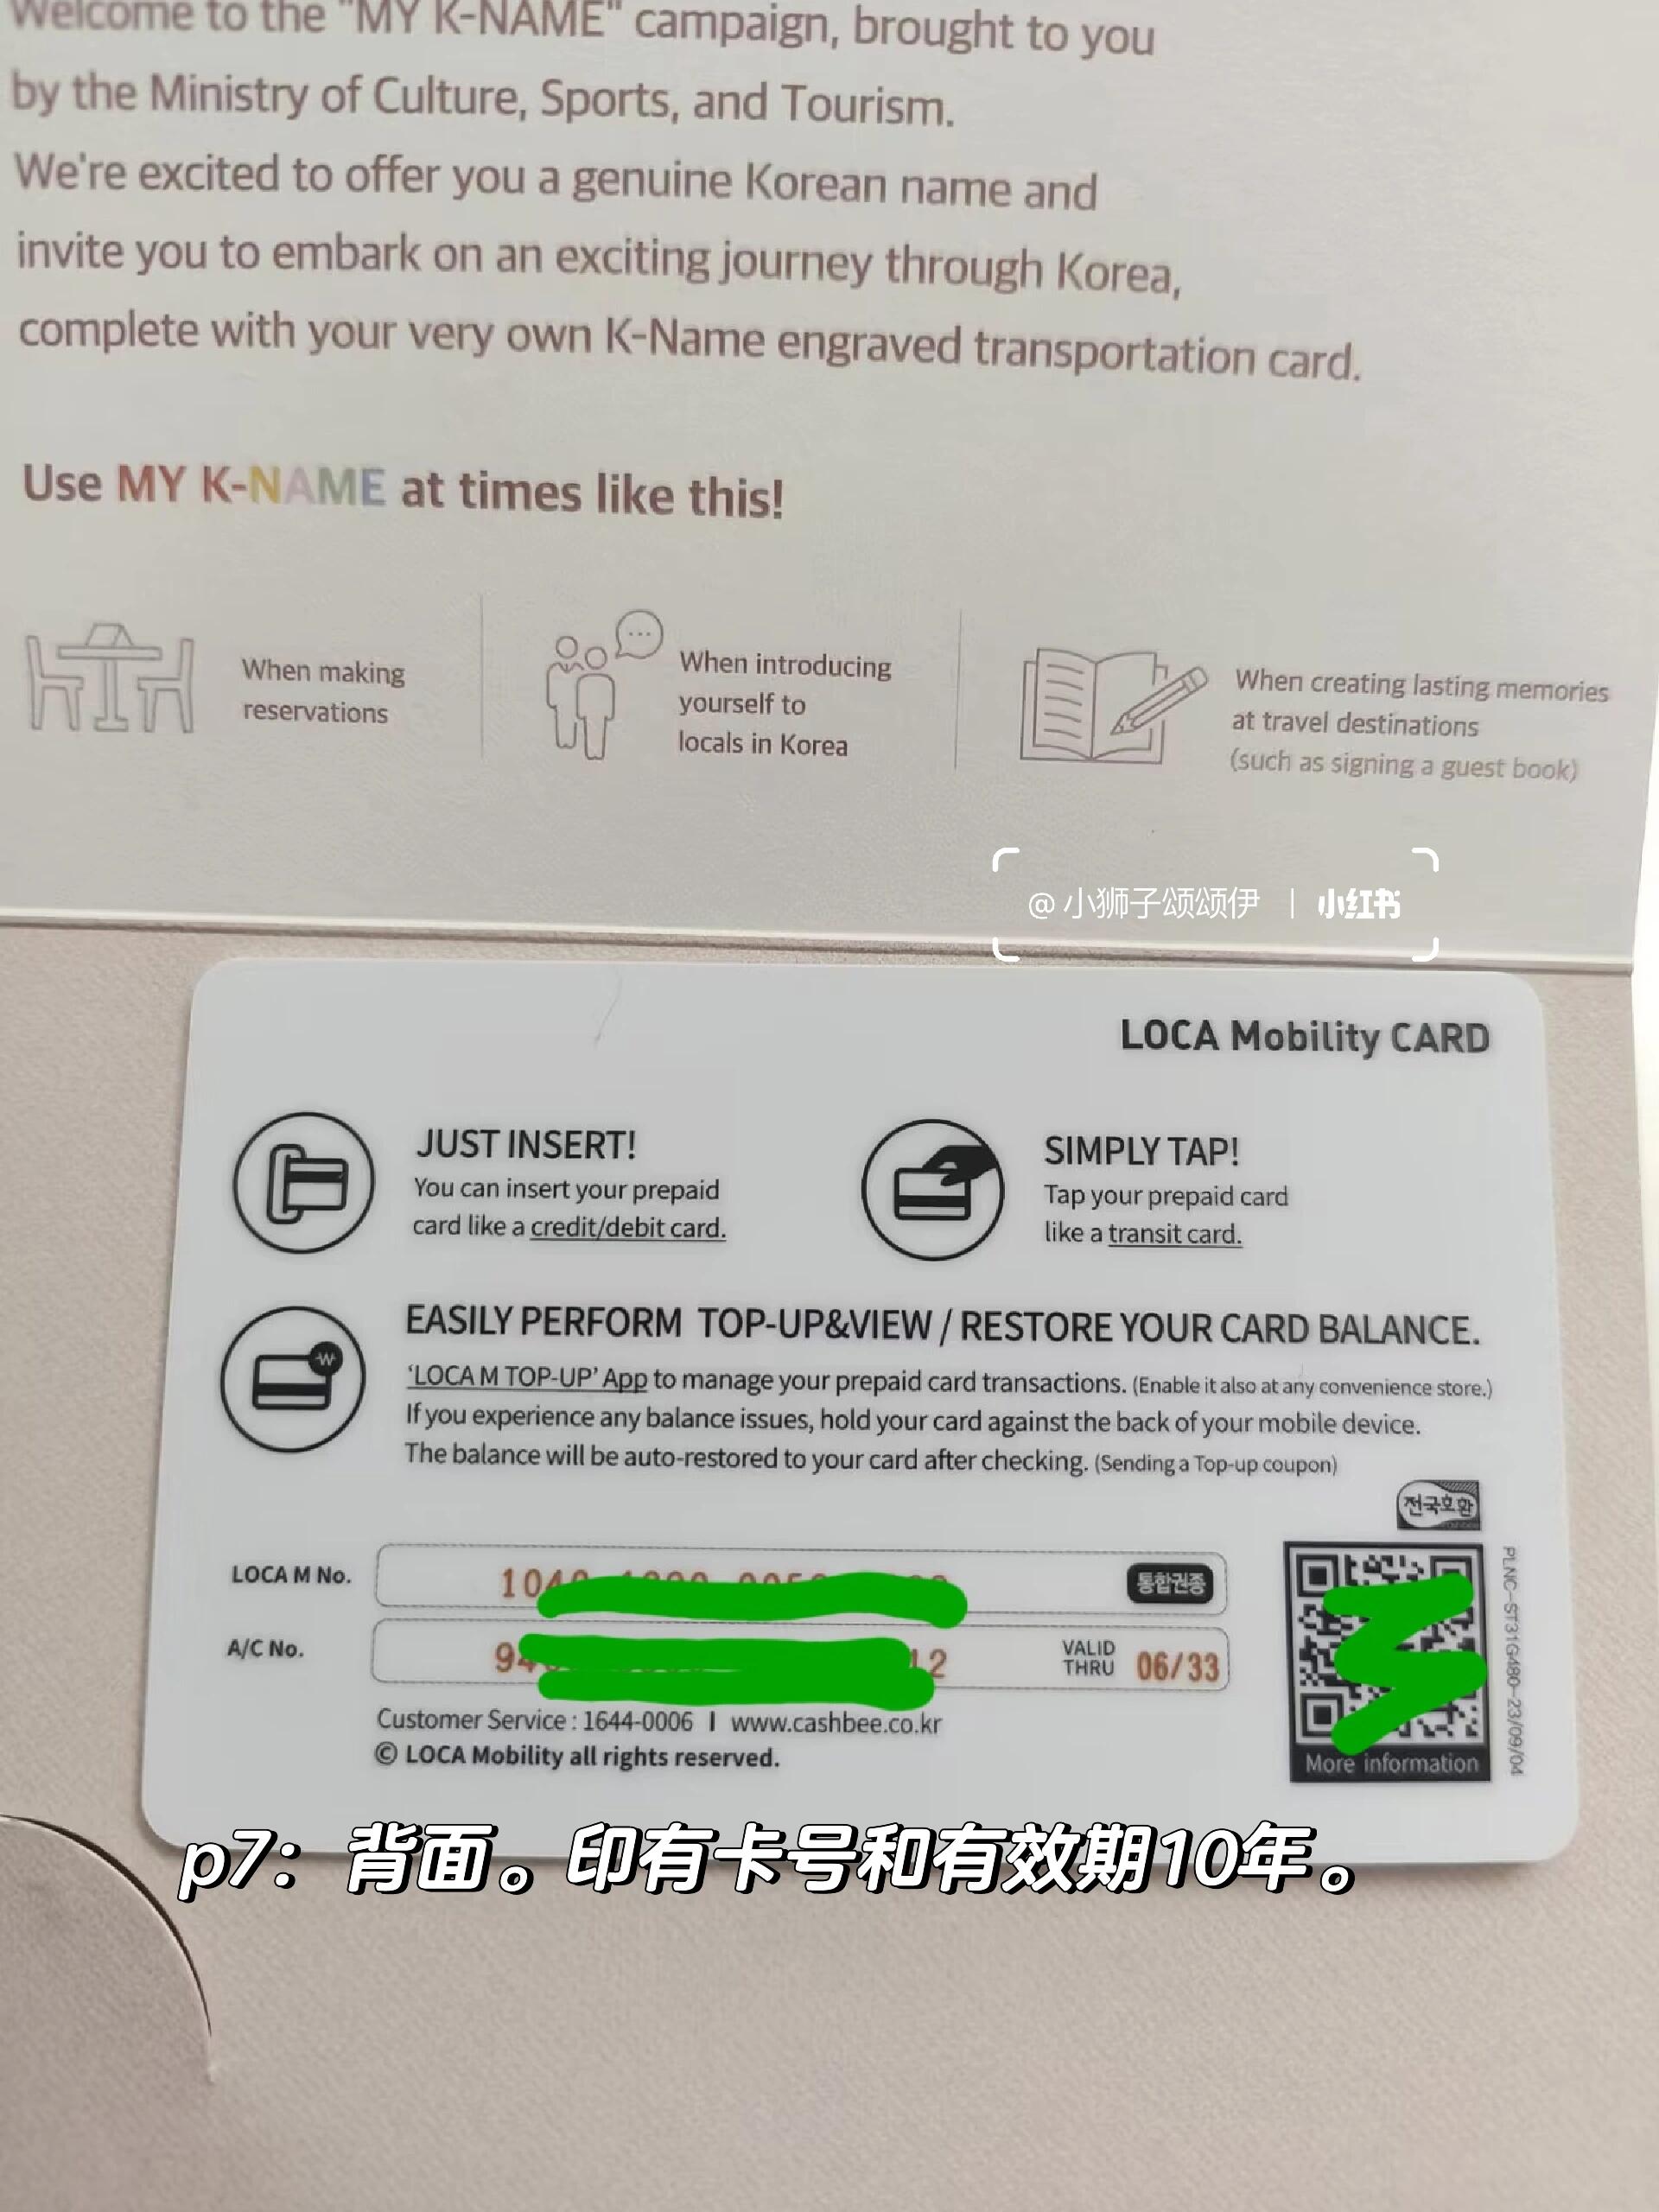 Welcome to the "MY K-NAME" campaign, brought to you
by the Ministry of Culture, Sports, and Tourism.
We're excited to offer you a genuine Korean name and
invite you to embark on an exciting journey through Korea,
complete with your very own K-Name engraved transportation card.
Use MY K-NAME at times like this!
When making
reservations
When introducing
yourself to
locals in Korea
When creating lasting memories
at travel destinations
(such as signing a guest book)
@小狮子颂颂伊 | 小红书
LOCA Mobility CARD
JUST INSERT!
You can insert your prepaid
card like a credit/debit card.
SIMPLY TAP!
Tap your prepaid card
like a transit card.
EASILY PERFORM TOP-UP&VIEW / RESTORE YOUR CARD BALANCE.
'LOCA M TOP-UP' App to manage your prepaid card transactions. (Enable it also at any convenience store.)
If you experience any balance issues, hold your card against the back of your mobile device.
The balance will be auto-restored to your card after checking. (Sending a Top-up coupon)
전국호환
LOCA M No.
통합권종
A/C No.
VALID
THRU 06/33
Customer Service : 1644-0006 I www.cashbee.co.kr
© LOCA Mobility all rights reserved.
More information
PLNC-ST31G480-23/09/04
p7：背面。印有卡号和有效期10年。